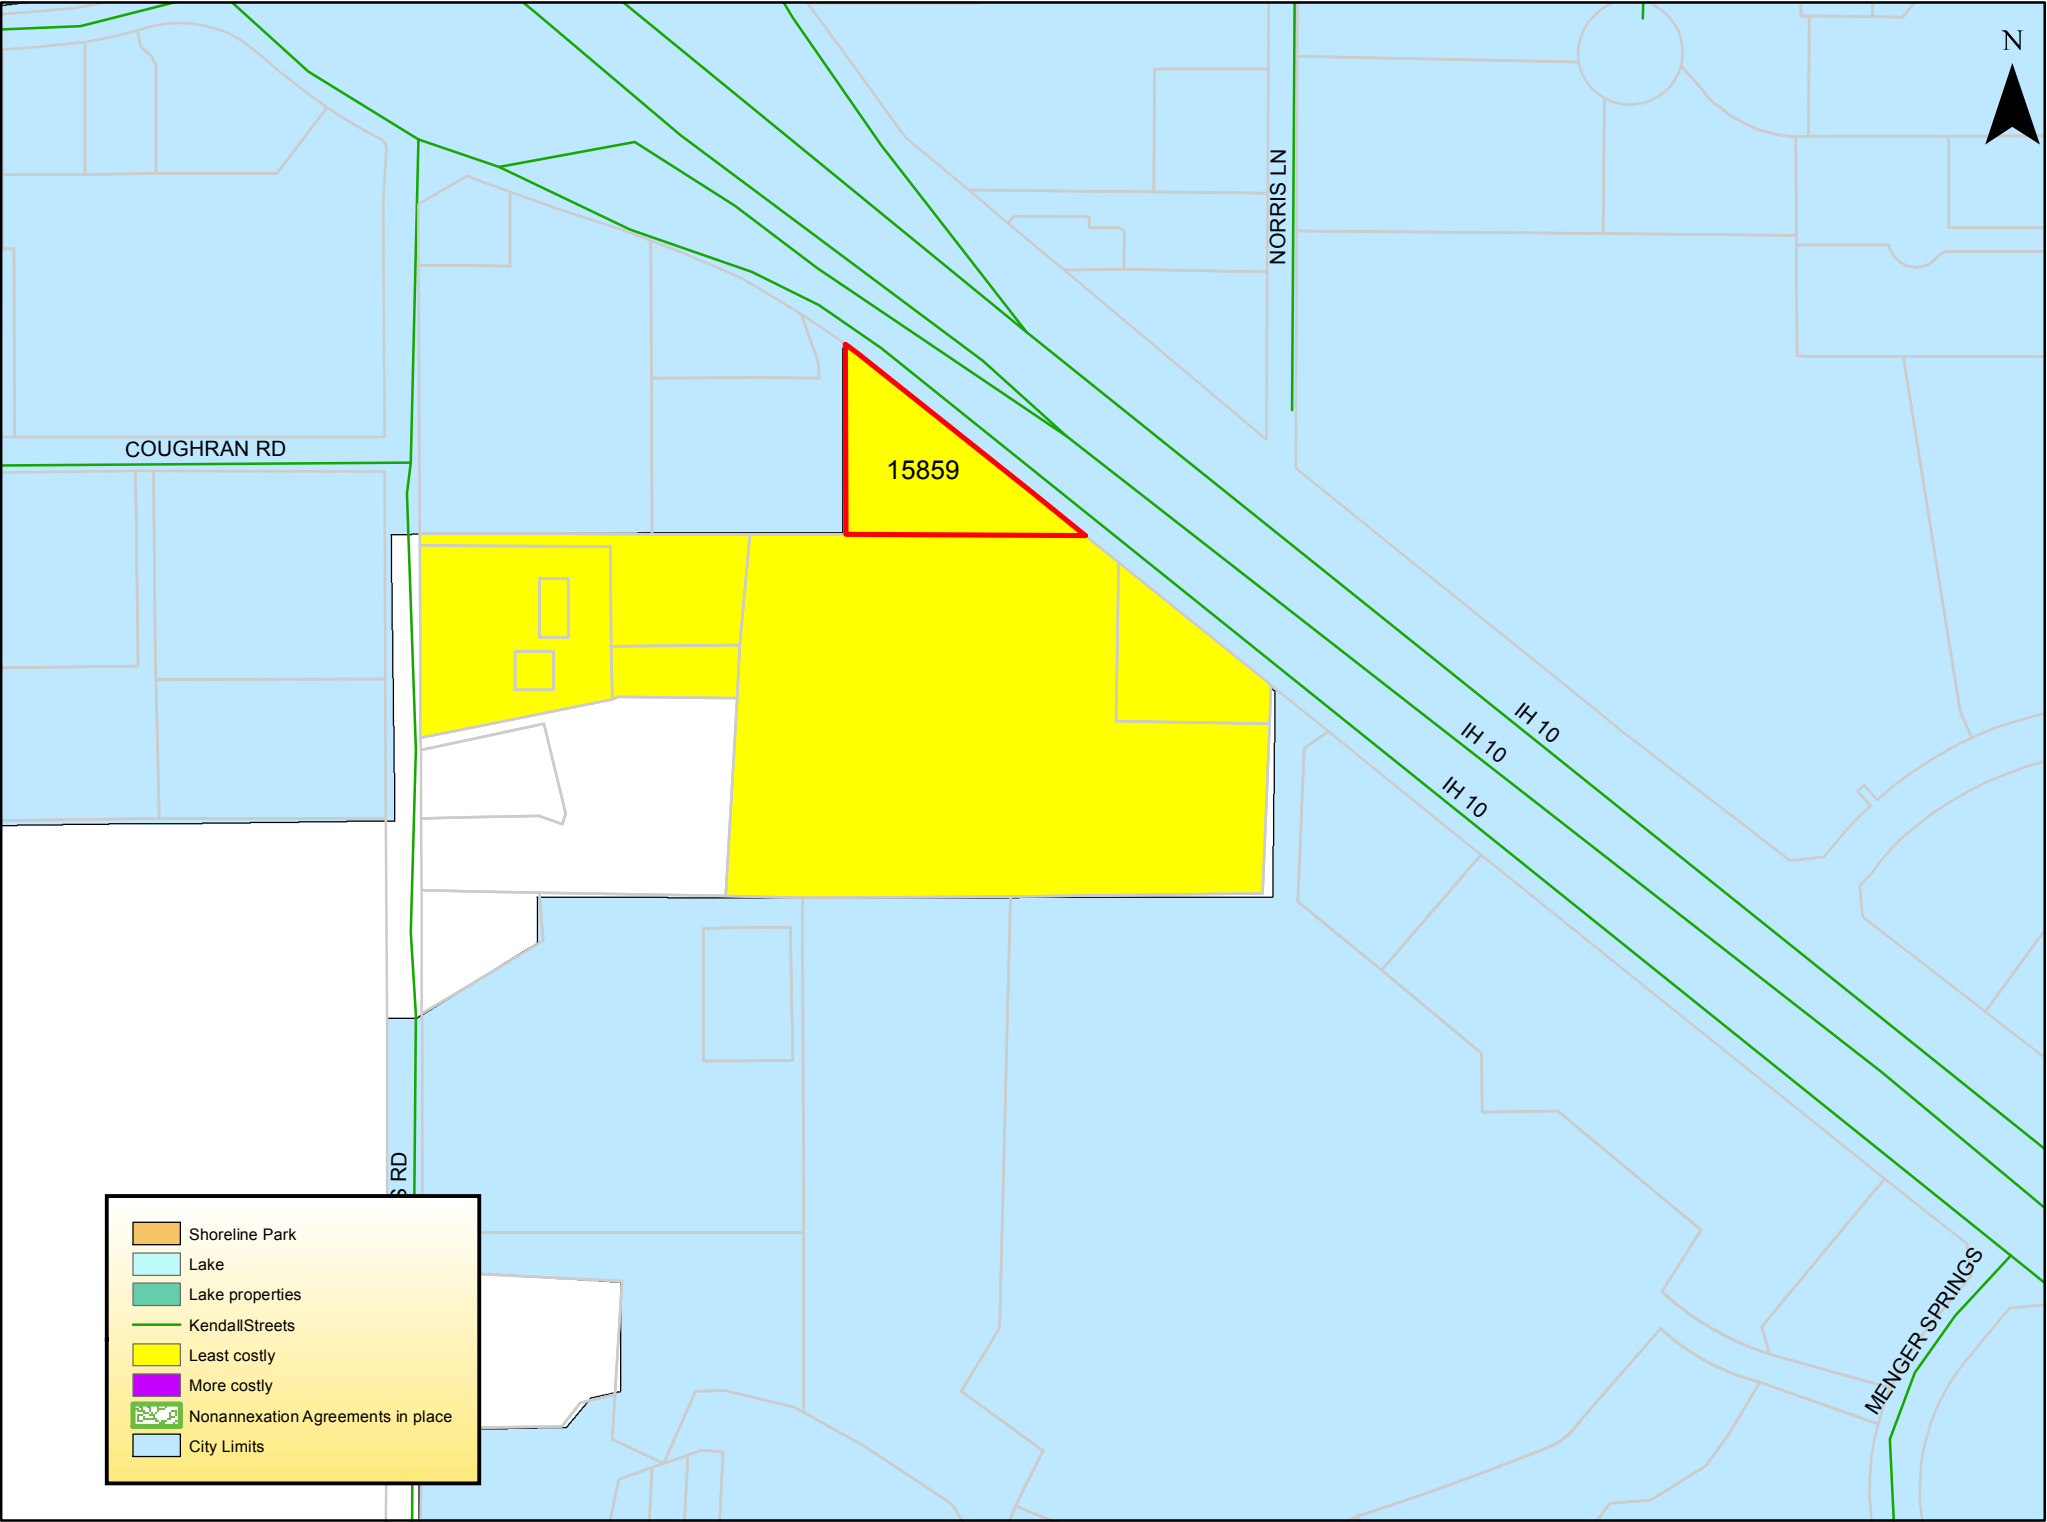 N
NORRIS LN
COUGHRAN RD
15859
IH 10
IH 10
IH 10
S RD
MENGER SPRINGS
Shoreline Park
Lake
Lake properties
KendallStreets
Least costly
More costly
Nonannexation Agreements in place
City Limits